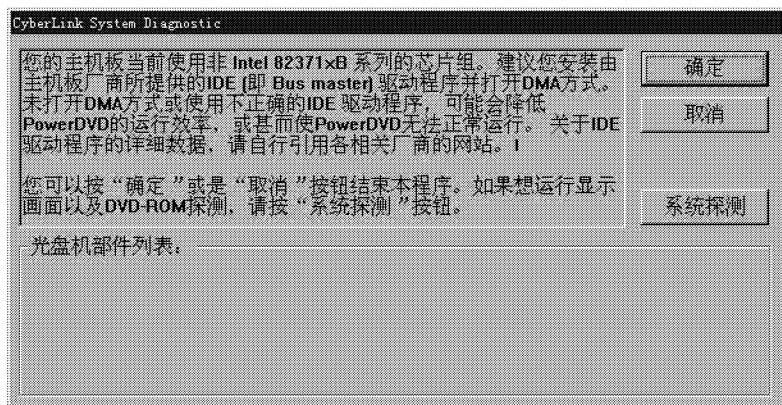 CyberLink System Diagnostic
您的主机板当前使用非 Intel 82371xB 系列的芯片组。建议您安装由
主机板厂商所提供的IDE (即 Bus master) 驱动程序并打开DMA方式。
未打开DMA方式或使用不正确的IDE 驱动程序，可能会降低
PowerDVD的运行效率，或甚而使PowerDVD无法正常运行。 关于IDE
驱动程序的详细数据，请自行引用各相关厂商的网站。I
您可以按“确定”或是“取消”按钮结束本程序。如果想运行显示
画面以及DVD-ROM探测，请按“系统探测”按钮。
确定
取消
系统探测
光盘机部件列表：